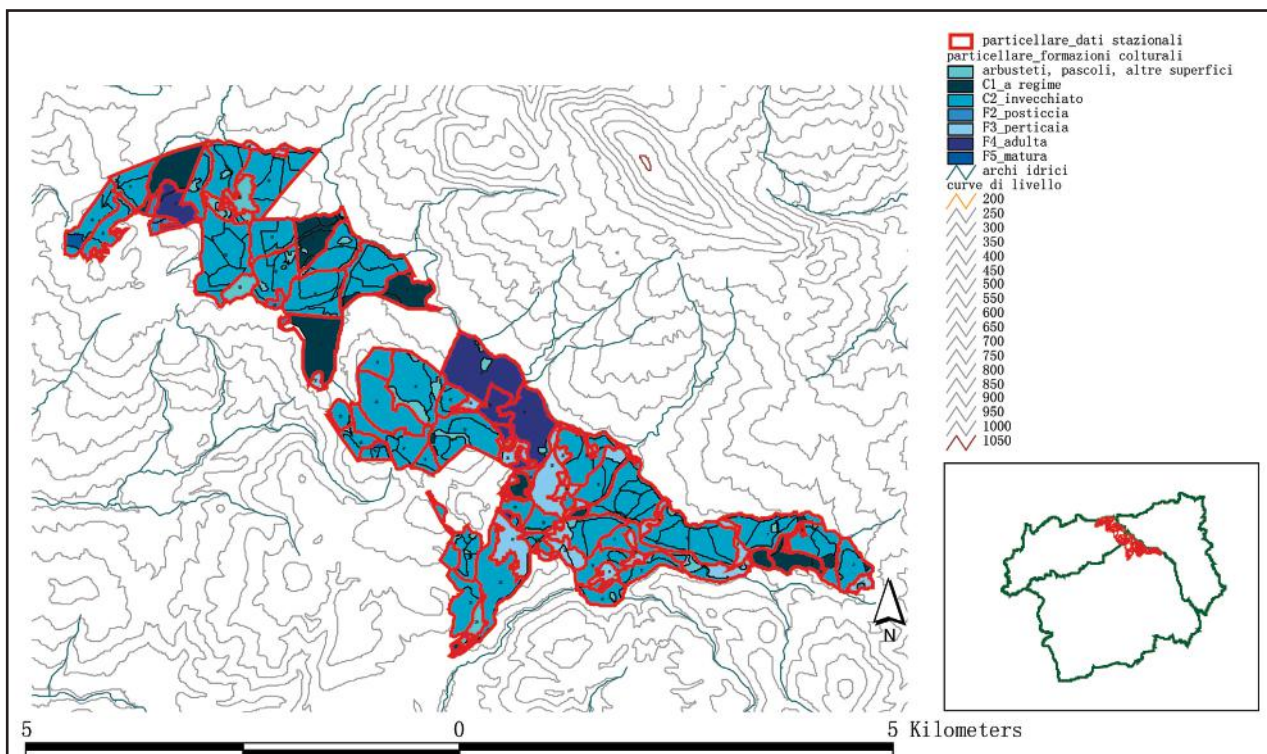 particellare_dati stazionali
particellare_formazioni colturali
arbusteti, pascoli, altre superfici
C1_a regime
C2_invecchiato
F2_posticcia
F3_perticaia
F4_adulta
F5_matura
archi idrici
curve di livello
200
250
300
350
400
450
500
550
600
650
700
750
800
850
900
950
1000
1050
N
5 0 5 Kilometers